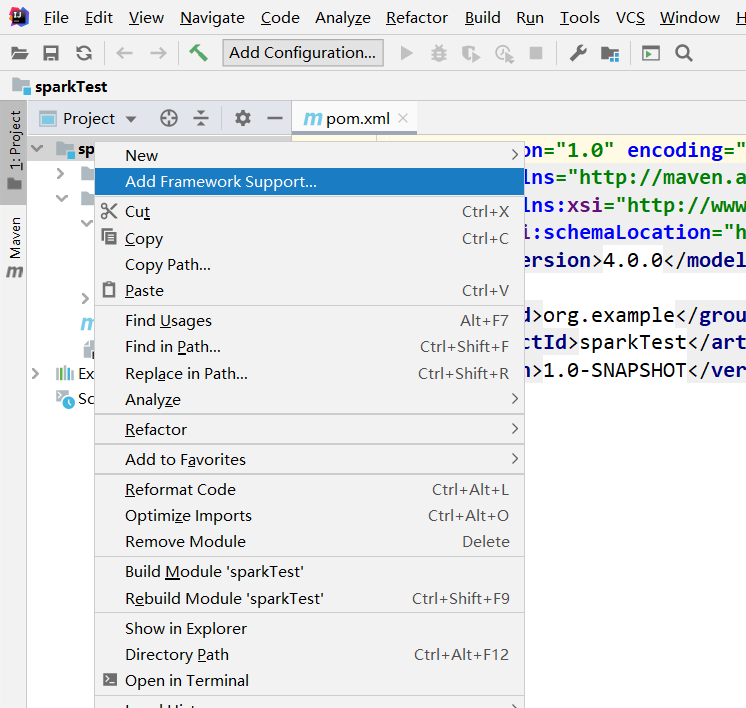 File Edit View Navigate Code Analyze Refactor Build Run Tools VCS Window
Add Configuration...
sparkTest
1: Project
Project
pom.xml
Maven
sp
on="1.0" encoding="
lns="http://maven.a
lns:xsi="http://www
i:schemaLocation="h
ersion>4.0.0</model
d>org.example</grou
ctId>sparkTest</art
n>1.0-SNAPSHOT</ver
Ex
Sc
New
Add Framework Support...
Cut Ctrl+X
Copy Ctrl+C
Copy Path...
Paste Ctrl+V
Find Usages Alt+F7
Find in Path... Ctrl+Shift+F
Replace in Path... Ctrl+Shift+R
Analyze
Refactor
Add to Favorites
Reformat Code Ctrl+Alt+L
Optimize Imports Ctrl+Alt+O
Remove Module Delete
Build Module 'sparkTest'
Rebuild Module 'sparkTest' Ctrl+Shift+F9
Show in Explorer
Directory Path Ctrl+Alt+F12
Open in Terminal